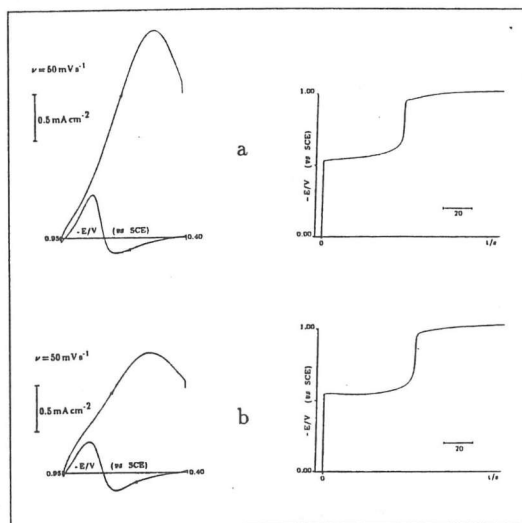 ν = 50 mV s⁻¹
0.5 mA cm⁻²
0.95
- E/V (vs SCE)
0.40
a
1.00
- E/V (vs SCE)
0.00
0
20
t/s
ν = 50 mV s⁻¹
0.5 mA cm⁻²
0.95
- E/V (vs SCE)
0.40
b
1.00
- E/V (vs SCE)
0.00
0
20
t/s